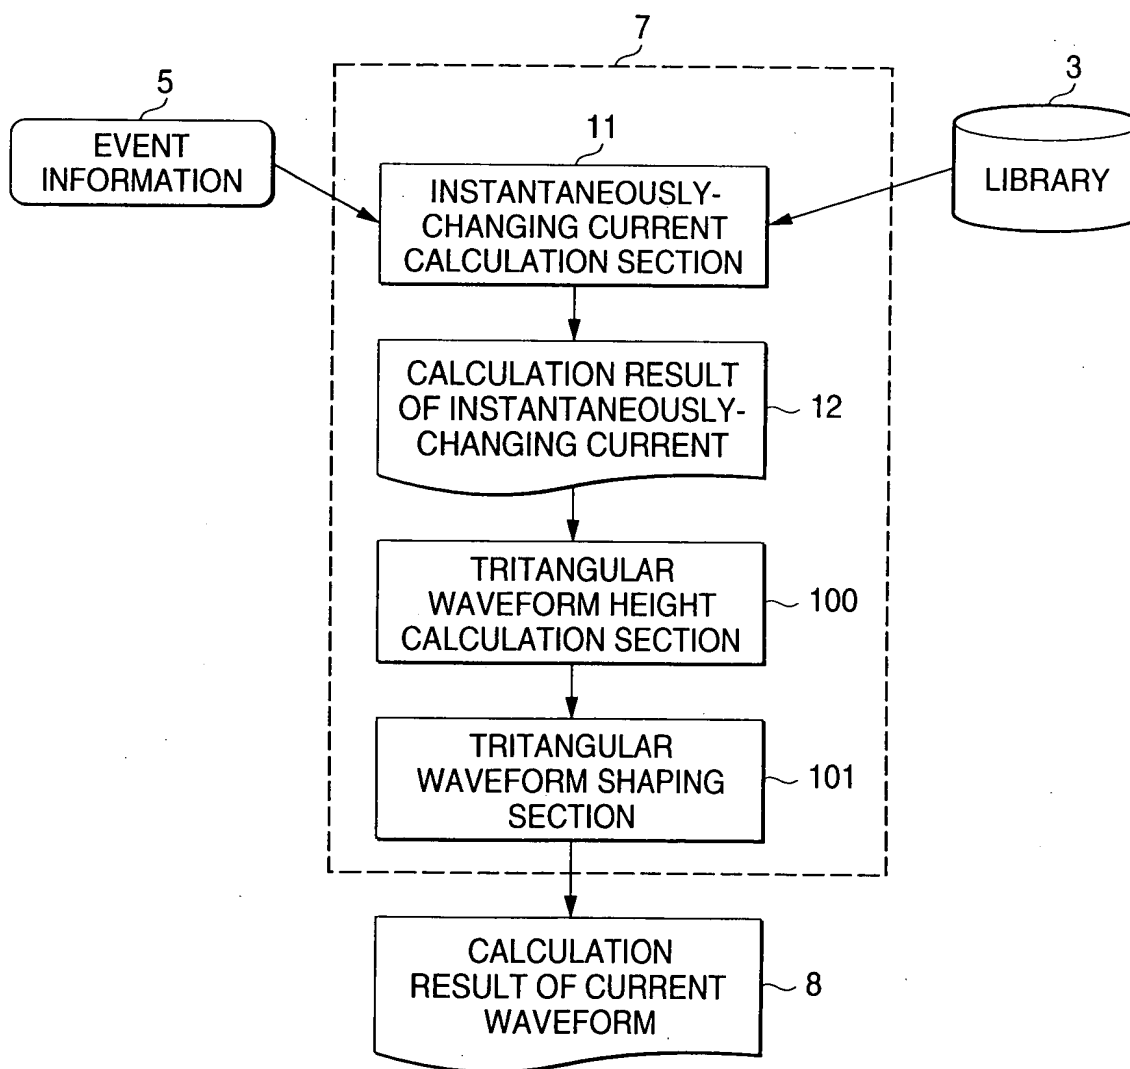 7
5
3
EVENT
INFORMATION
11
LIBRARY
INSTANTANEOUSLY-
CHANGING CURRENT
CALCULATION SECTION
CALCULATION RESULT
OF INSTANTANEOUSLY-
CHANGING CURRENT
12
TRITANGULAR
WAVEFORM HEIGHT
CALCULATION SECTION
100
TRITANGULAR
WAVEFORM SHAPING
SECTION
101
CALCULATION
RESULT OF CURRENT
WAVEFORM
8